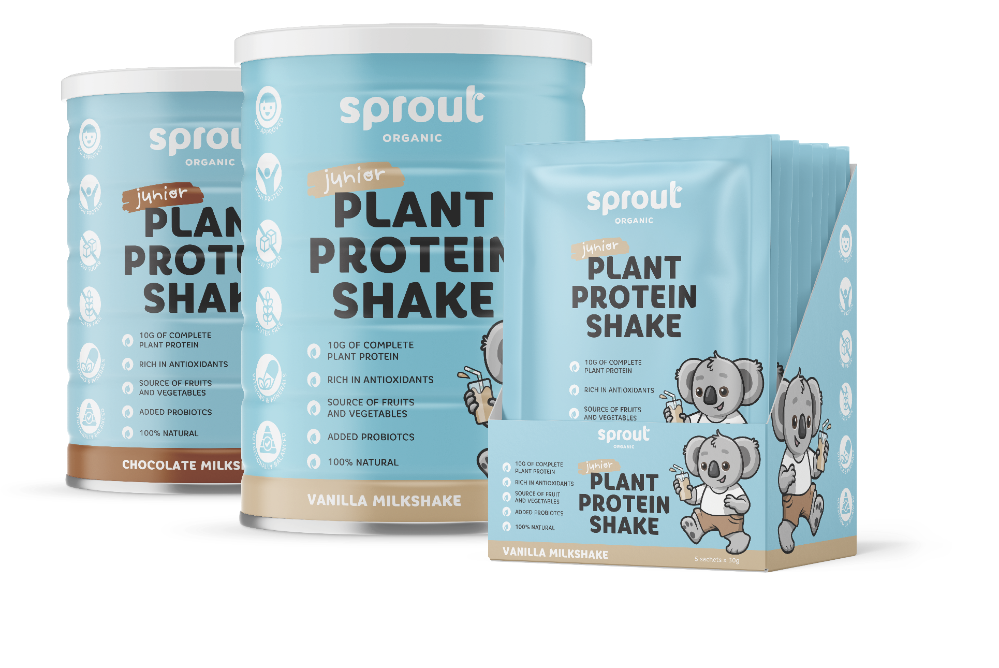 sprou
ORGANIC
junior
PLAN
PROT
SHAK
10G OF COMPLETE
PLANT PROTEIN
RICH IN ANTIOXIDANTS
SOURCE OF FRUITS
AND VEGETABLES
ADDED PROBIOTCS
100% NATURAL
CHOCOLATE MILKS
KID APPROVED
HIGH PROTEIN
LOW SUGAR
GLUTEN FREE
VITAMINS & MINERALS
NUTRITIONALLY BALANCED
sprout
ORGANIC
junior
PLANT
PROTEIN
SHAKE
10G OF COMPLETE
PLANT PROTEIN
RICH IN ANTIOXIDANTS
SOURCE OF FRUITS
AND VEGETABLES
ADDED PROBIOTCS
100% NATURAL
VANILLA MILKSHAKE
KID APPROVED
HIGH PROTEIN
LOW SUGAR
GLUTEN FREE
VITAMINS & MINERALS
NUTRITIONALLY BALANCED
sprout
ORGANIC
junior
PLANT
PROTEIN
SHAKE
10G OF COMPLETE
PLANT PROTEIN
RICH IN ANTIOXIDANTS
SOURCE OF FRUITS
AND VEGETABLES
sprout
ORGANIC
junior
PLANT
PROTEIN
SHAKE
10G OF COMPLETE
PLANT PROTEIN
RICH IN ANTIOXIDANTS
SOURCE OF FRUIT
AND VEGETABLES
ADDED PROBIOTCS
100% NATURAL
VANILLA MILKSHAKE
5 sachets x 30g